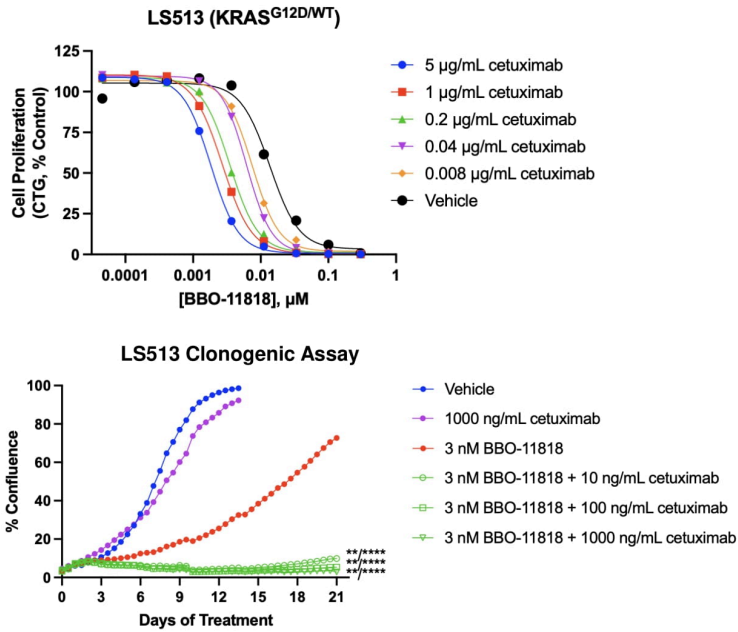 LS513 (KRASG12D/WT)
Cell Proliferation
(CTG, % Control)
125
100
75
50
25
0
0.0001
0.001
0.01
0.1
1
[BBO-11818], µM
5 µg/mL cetuximab
1 µg/mL cetuximab
0.2 µg/mL cetuximab
0.04 µg/mL cetuximab
0.008 µg/mL cetuximab
Vehicle
LS513 Clonogenic Assay
% Confluence
100
80
60
40
20
0
0
3
6
9
12
15
18
21
Days of Treatment
**/****
**/****
**/****
Vehicle
1000 ng/mL cetuximab
3 nM BBO-11818
3 nM BBO-11818 + 10 ng/mL cetuximab
3 nM BBO-11818 + 100 ng/mL cetuximab
3 nM BBO-11818 + 1000 ng/mL cetuximab